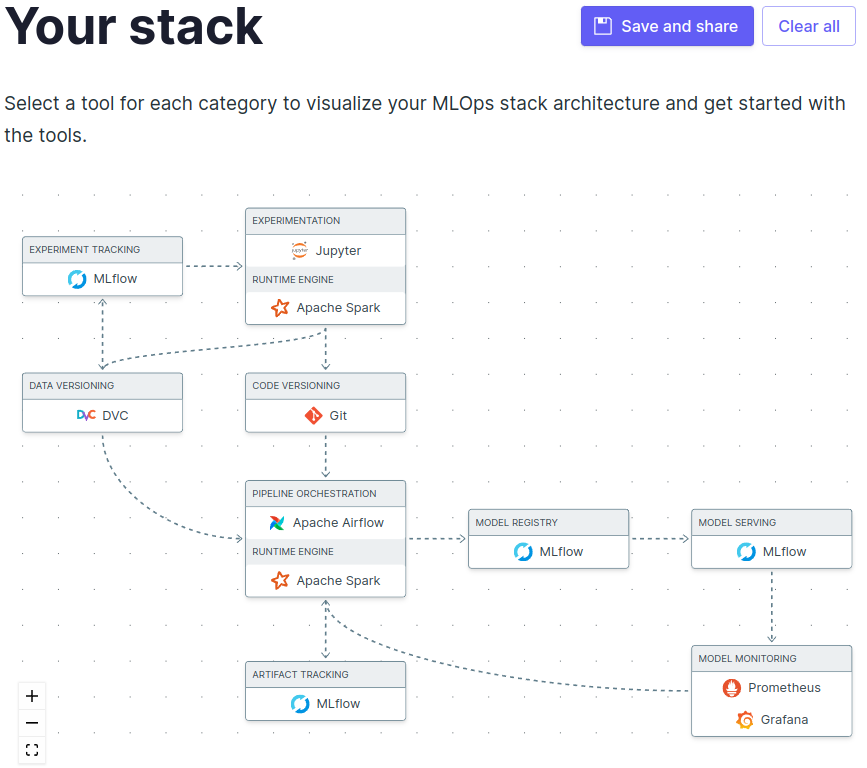 Your stack
Save and share
Clear all
Select a tool for each category to visualize your MLOps stack architecture and get started with
the tools.
EXPERIMENT TRACKING
MLflow
EXPERIMENTATION
Jupyter
RUNTIME ENGINE
Apache Spark
DATA VERSIONING
DVC DVC
CODE VERSIONING
Git
PIPELINE ORCHESTRATION
Apache Airflow
RUNTIME ENGINE
Apache Spark
MODEL REGISTRY
MLflow
MODEL SERVING
MLflow
ARTIFACT TRACKING
MLflow
MODEL MONITORING
Prometheus
Grafana